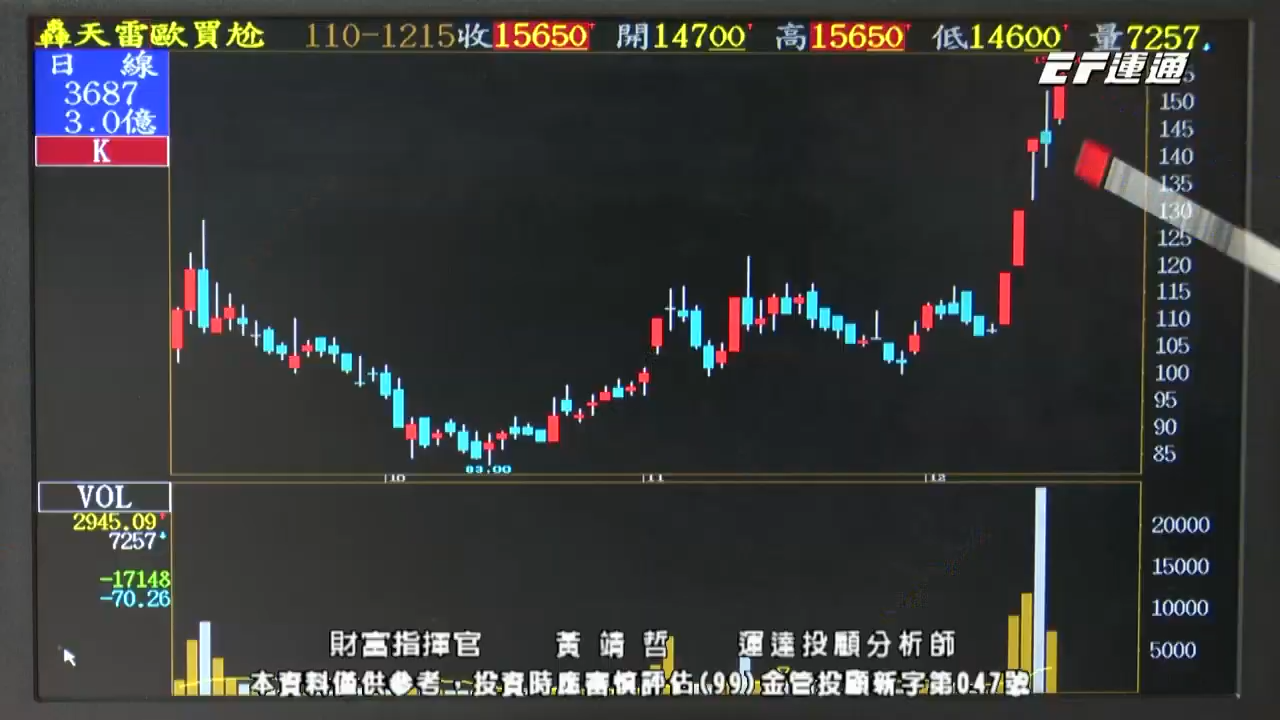 轟天雷歐買尬 110-1215收15650 開14700 高15650 低14600 量7257
EF運通
日 線
3687
3.0億
K
150
145
140
135
130
125
120
115
110
105
100
95
90
85
83.00
10 11 12
VOL
2945.09
7257
-17148
-70.26
20000
15000
10000
5000
財富指揮官 黃靖哲 運達投顧分析師
本資料僅供參考，投資時應審慎評估(99)金管投顧新字第047號